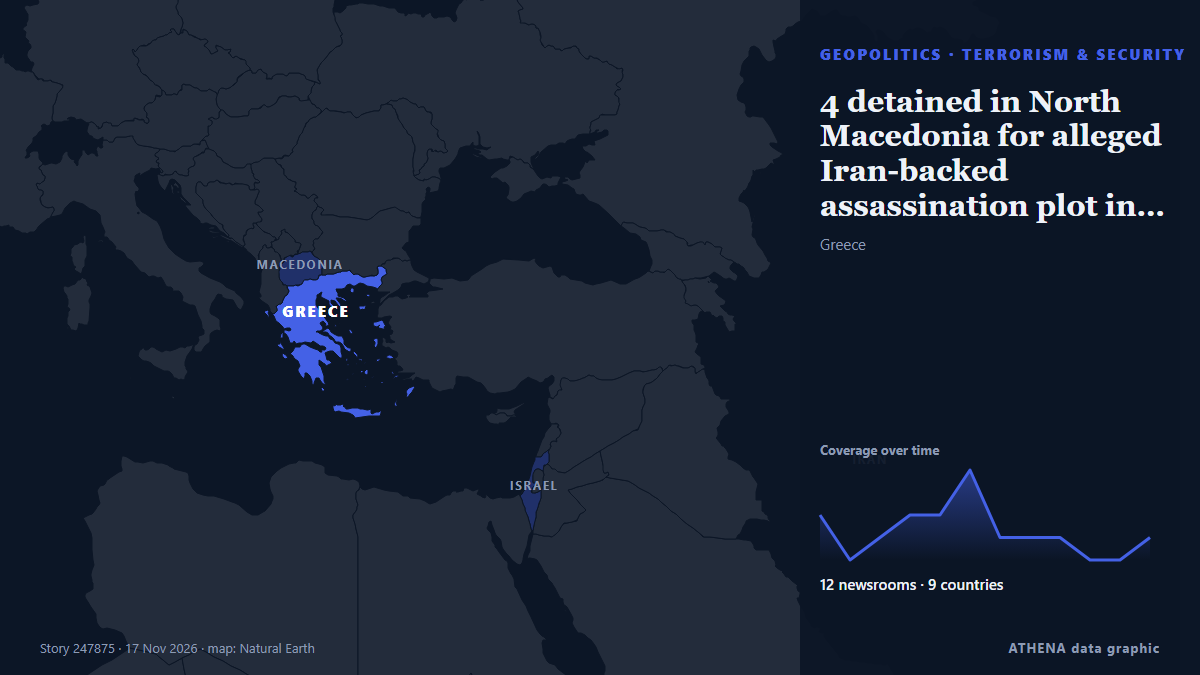 GEOPOLITICS · TERRORISM & SECURITY
4 detained in North
Macedonia for alleged
Iran-backed
assassination plot in...
Greece
MACEDONIA
GREECE
ISRAEL
Coverage over time
IRAN
12 newsrooms · 9 countries
Story 247875 · 17 Nov 2026 · map: Natural Earth
ATHENA data graphic